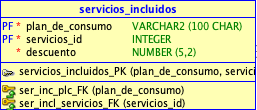 servicios_incluidos
PF * plan_de_consumo VARCHAR2 (100 CHAR)
PF * servicios_id INTEGER
* descuento NUMBER (5,2)
servicios_incluidos_PK (plan_de_consumo, servici
ser_inc_plc_FK (plan_de_consumo)
ser_incl_servicios_FK (servicios_id)